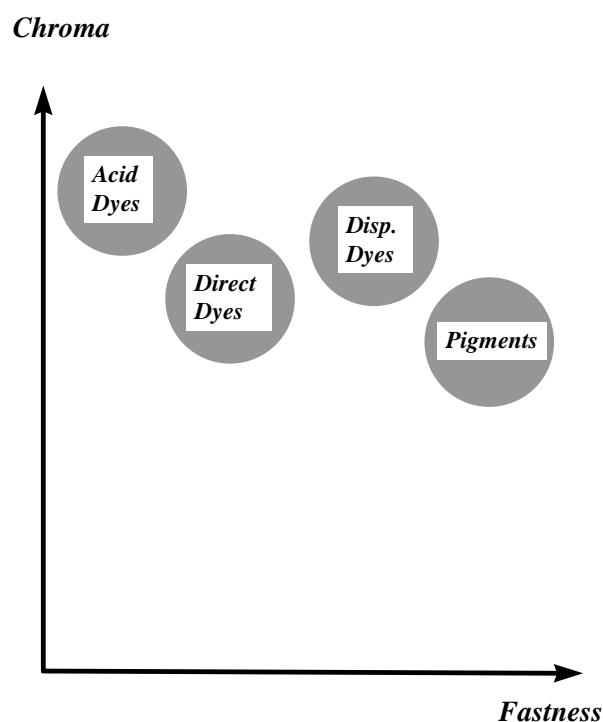 Chroma
Acid
Dyes
Disp.
Dyes
Direct
Dyes
Pigments
Fastness